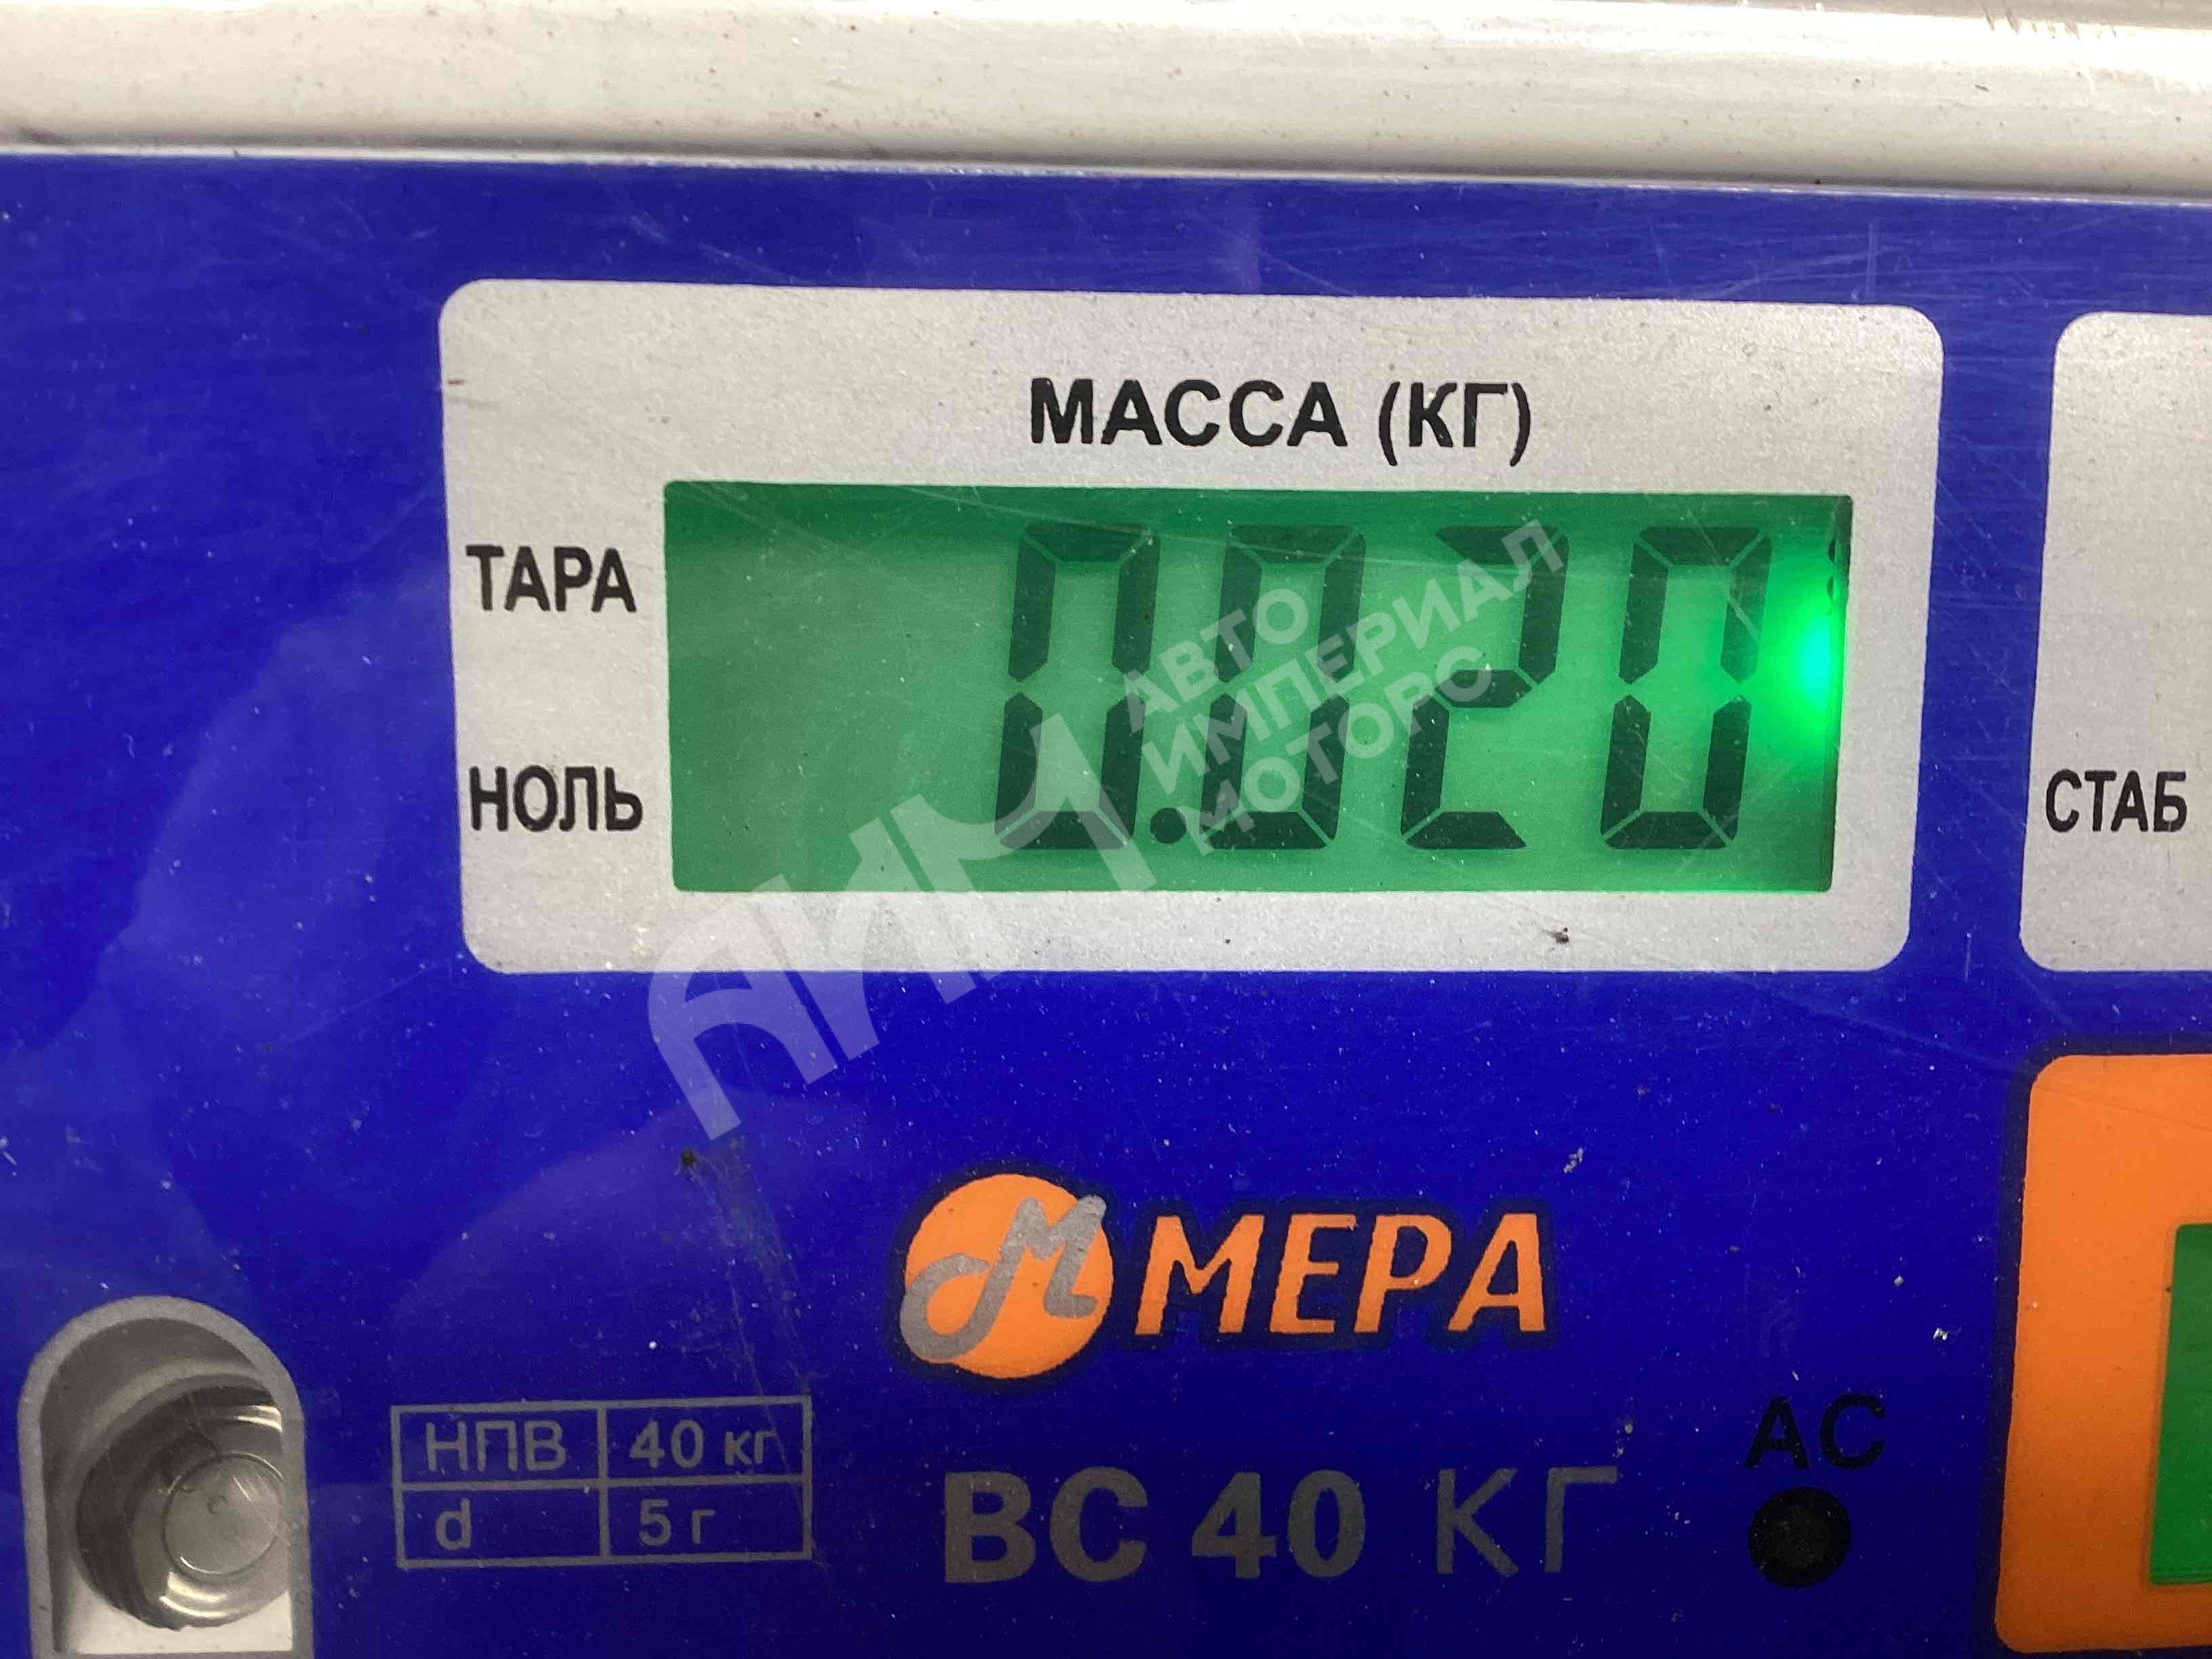 МАССА (КГ)
ТАРА
0.020
НОЛЬ
СТАБ
АИМ
АВТО
ИМПЕРИАЛ
МОТОРС
М МЕРА
НПВ 40 кг
d 5 г
ВС 40 КГ
АС